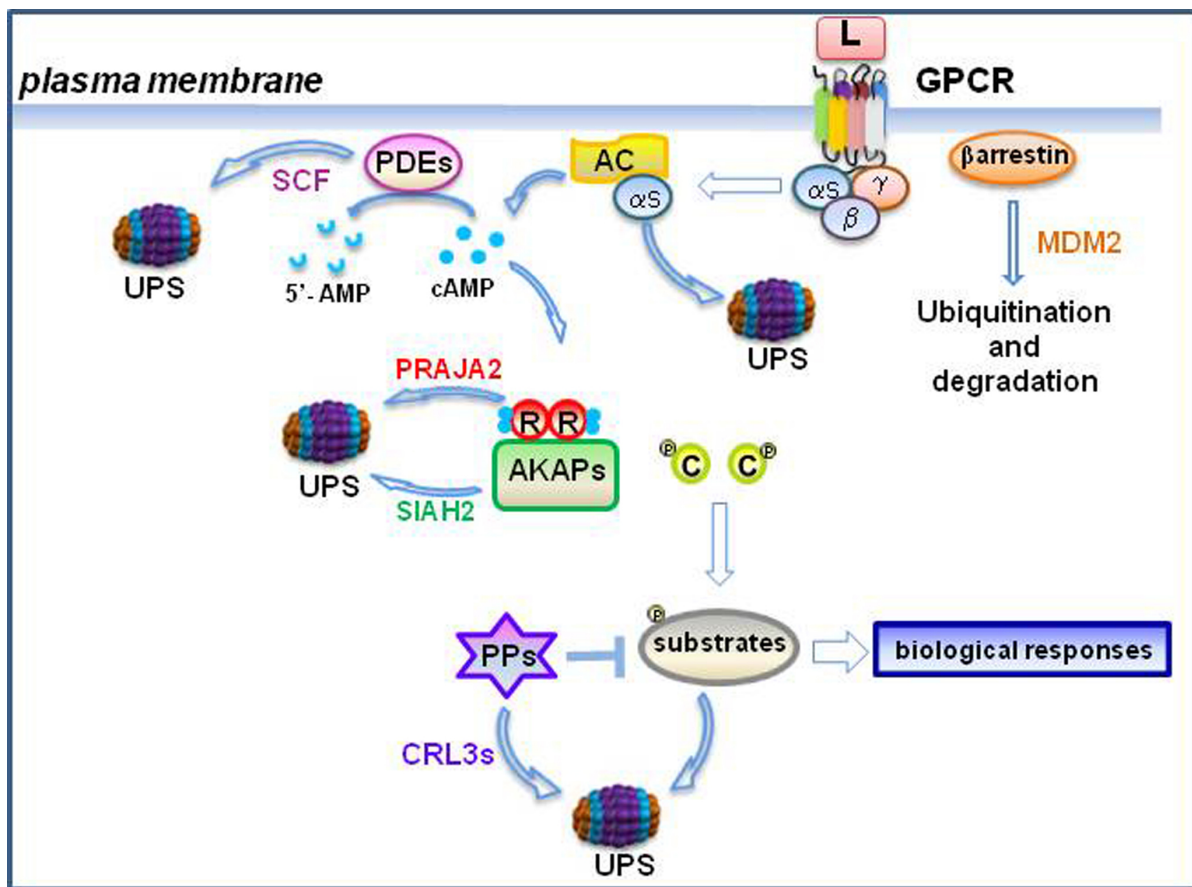 L
plasma membrane
GPCR
PDEs
SCF
AC
αS
αS
γ
β
βarrestin
MDM2
UPS
5'- AMP
cAMP
UPS
Ubiquitination
and
degradation
PRAJA2
R R
AKAPs
UPS
SIAH2
P
C
C
P
P
substrates
PPs
biological responses
CRL3s
UPS